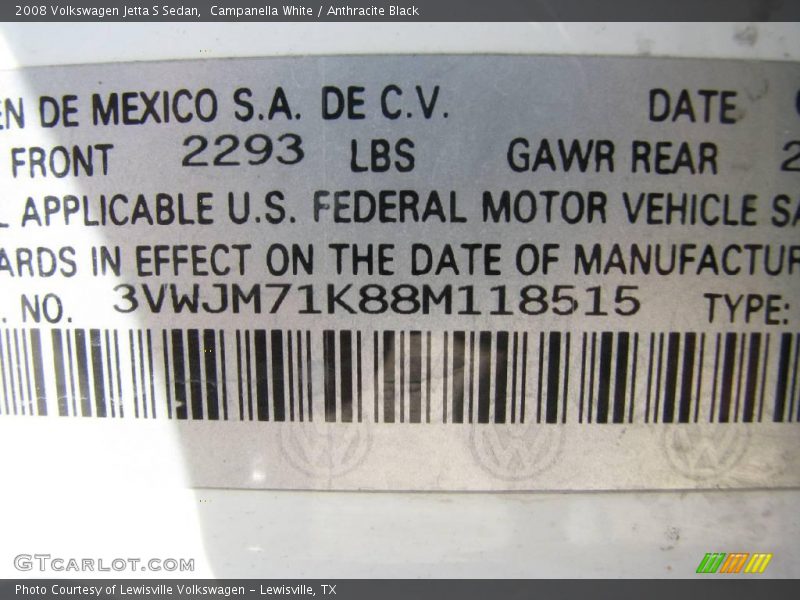 2008 Volkswagen Jetta S Sedan, Campanella White / Anthracite Black
EN DE MEXICO S.A. DE C.V. DATE
FRONT 2293 LBS GAWR REAR 2
L APPLICABLE U.S. FEDERAL MOTOR VEHICLE SA
ARDS IN EFFECT ON THE DATE OF MANUFACTUR
. NO. 3VWJM71K88M118515 TYPE:
GTcarlot.com
Photo Courtesy of Lewisville Volkswagen - Lewisville, TX